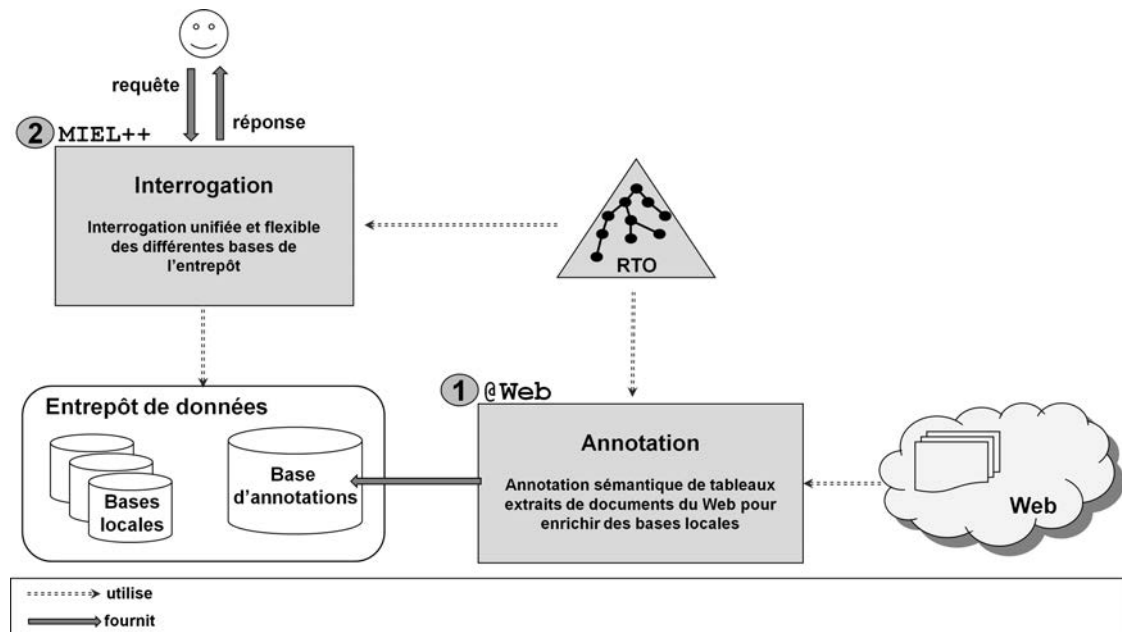 requête
réponse
2 MIEL++
Interrogation
Interrogation unifiée et flexible
des différentes bases de
l'entrepôt
RTO
1 @Web
Entrepôt de données
Bases
locales
Base
d'annotations
Annotation
Annotation sémantique de tableaux
extraits de documents du Web pour
enrichir des bases locales
Web
utilise
fournit